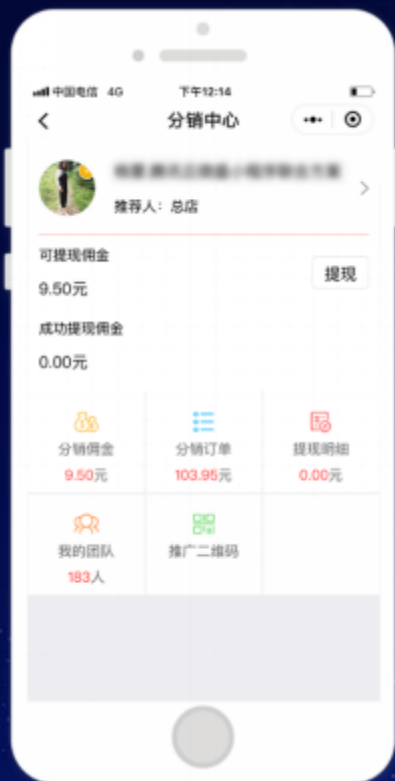 中国电信 4G 下午12:14
分销中心
推荐人：总店
可提现佣金
提现
9.50元
成功提现佣金
0.00元
分销佣金 分销订单 提现明细
9.50元 103.95元 0.00元
我的团队 推广二维码
183人